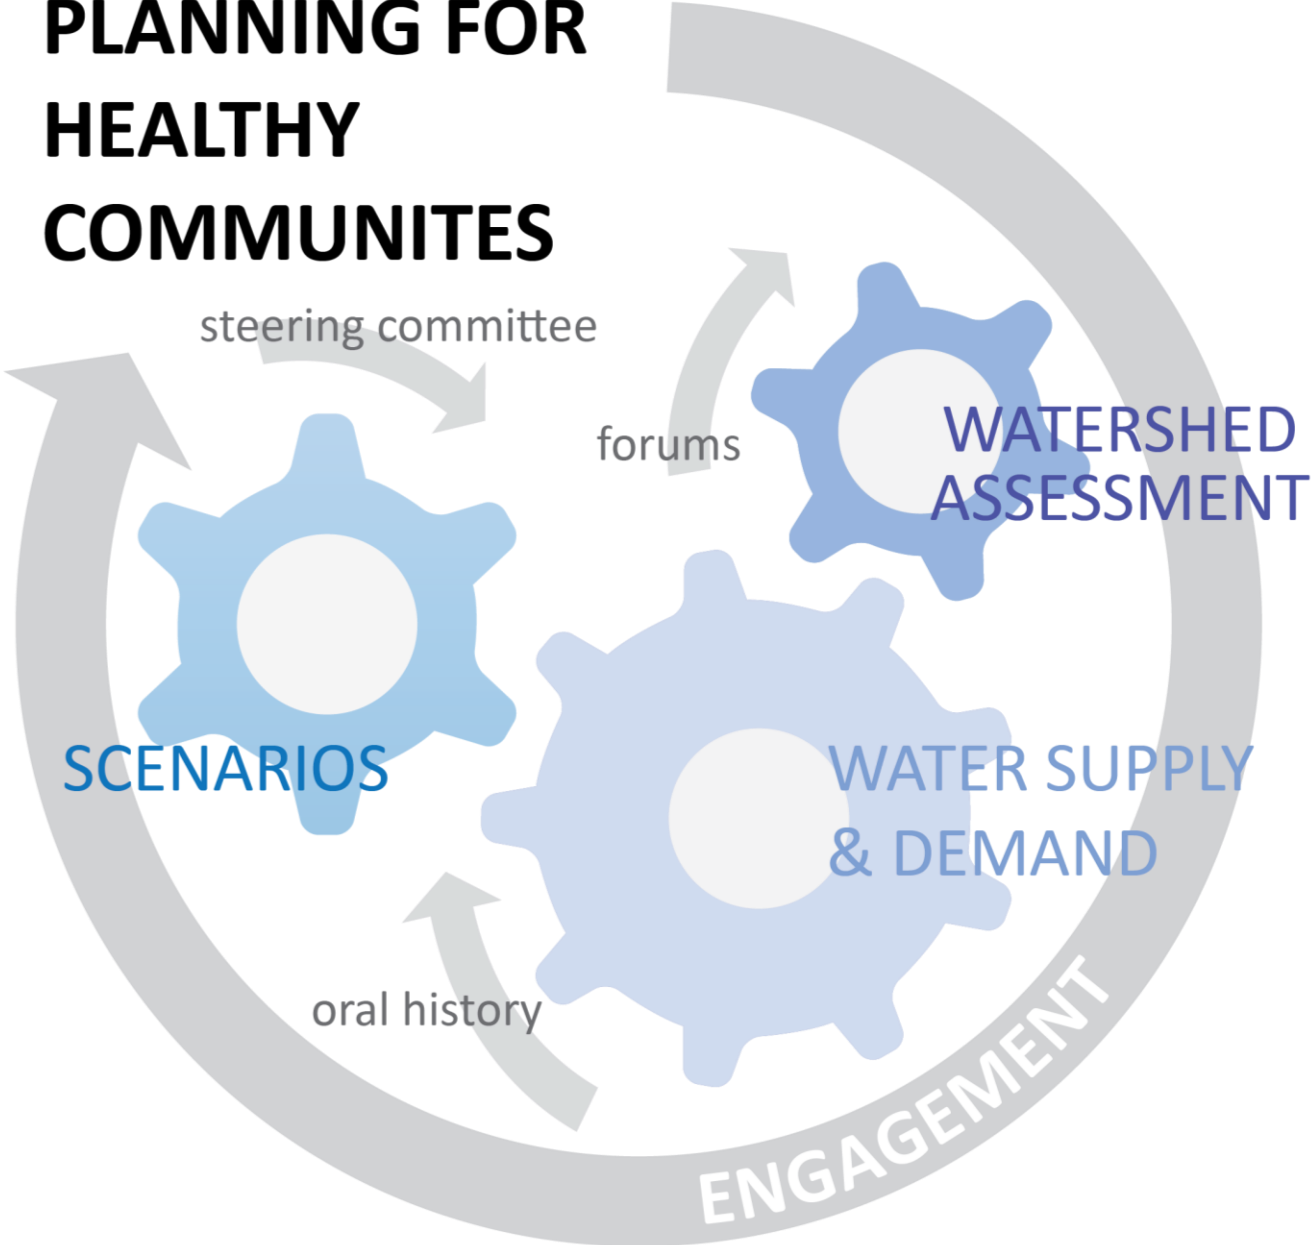 PLANNING FOR
HEALTHY
COMMUNITES
steering committee
forums
WATERSHED
ASSESSMENT
SCENARIOS
WATER SUPPLY
& DEMAND
oral history
ENGAGEMENT